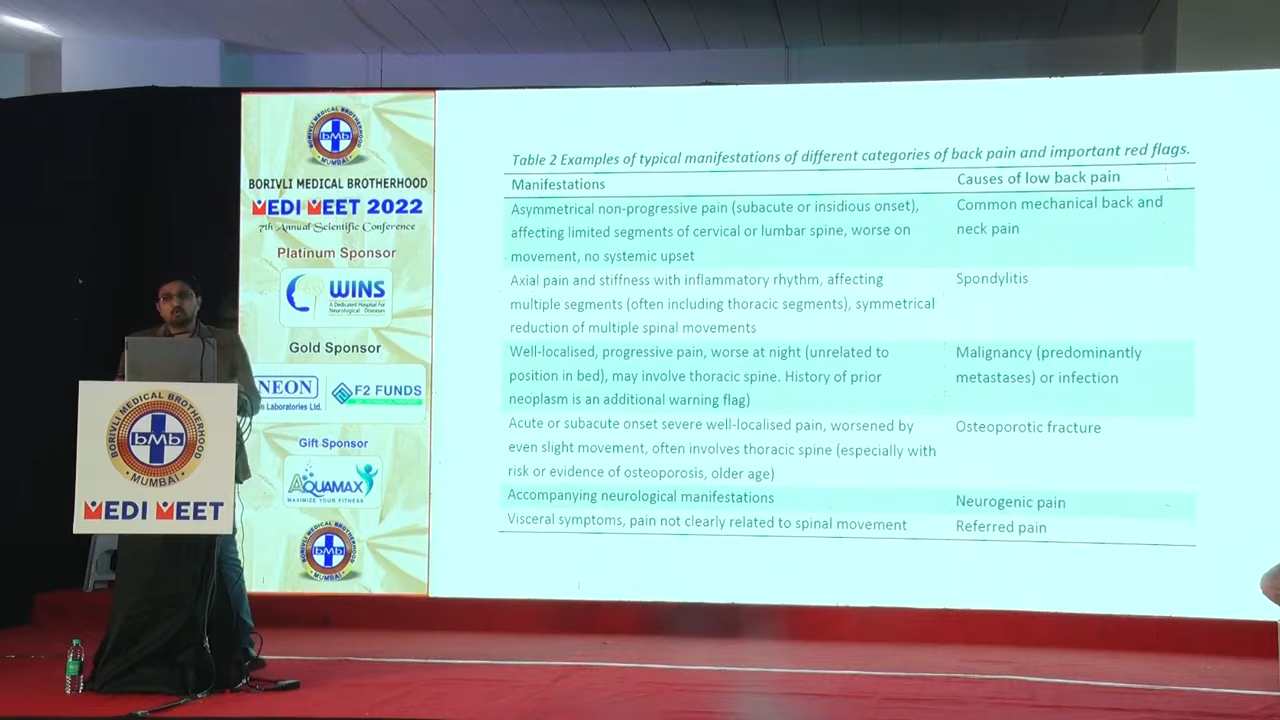 BORIVLI MEDICAL BROTHERHOOD
bMb
MUMBAI
BORIVLI MEDICAL BROTHERHOOD
MEDI MEET 2022
7th Annual Scientific Conference
Platinum Sponsor
WINS
A Dedicated Hospital For
Neurological Diseases
Gold Sponsor
NEON
Laboratories Ltd.
F2 FUNDS
Gift Sponsor
AQUAMAX
MAXIMIZE YOUR FITNESS
BORIVLI MEDICAL BROTHERHOOD
bMb
MUMBAI
BORIVLI MEDICAL BROTHERHOOD
bMb
MUMBAI
MEDI MEET
Table 2 Examples of typical manifestations of different categories of back pain and important red flags.
Manifestations
Causes of low back pain
Asymmetrical non-progressive pain (subacute or insidious onset),
affecting limited segments of cervical or lumbar spine, worse on
movement, no systemic upset
Common mechanical back and
neck pain
Axial pain and stiffness with inflammatory rhythm, affecting
multiple segments (often including thoracic segments), symmetrical
reduction of multiple spinal movements
Spondylitis
Well-localised, progressive pain, worse at night (unrelated to
position in bed), may involve thoracic spine. History of prior
neoplasm is an additional warning flag)
Malignancy (predominantly
metastases) or infection
Acute or subacute onset severe well-localised pain, worsened by
even slight movement, often involves thoracic spine (especially with
risk or evidence of osteoporosis, older age)
Osteoporotic fracture
Accompanying neurological manifestations
Neurogenic pain
Visceral symptoms, pain not clearly related to spinal movement
Referred pain